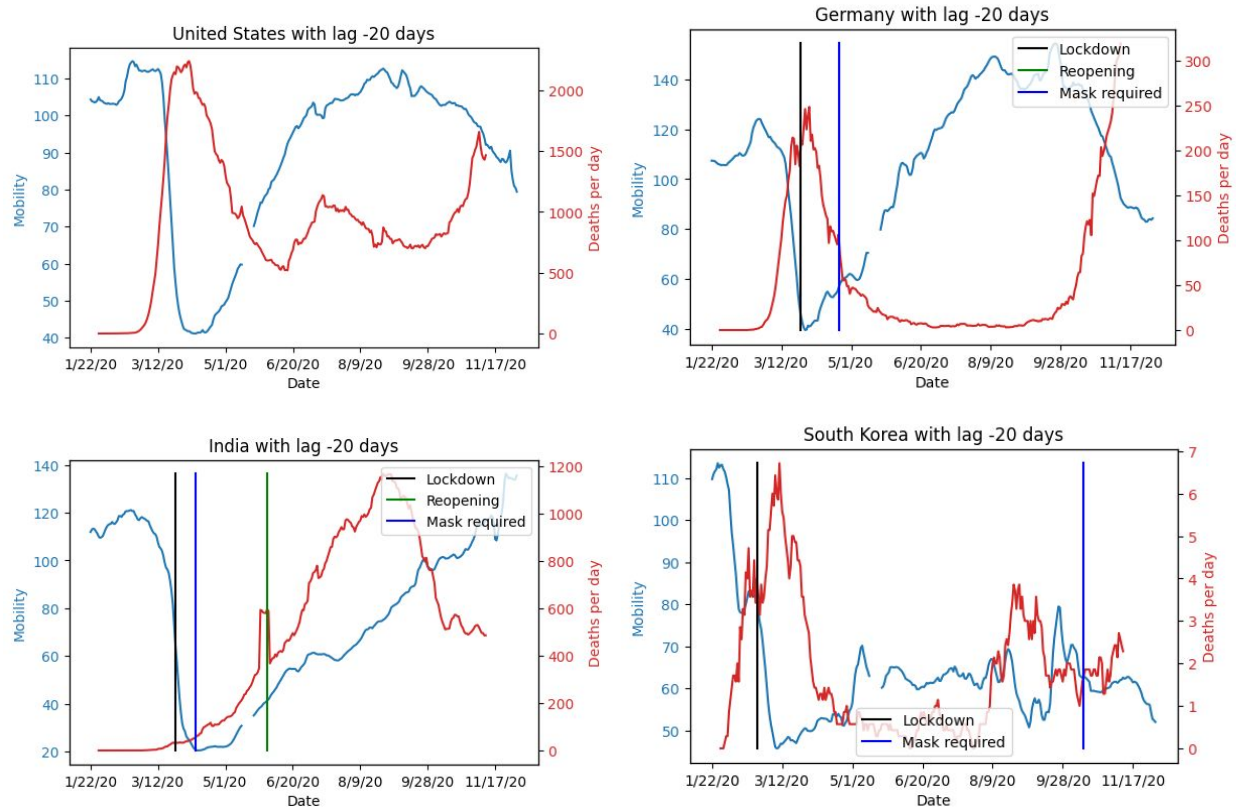 United States with lag -20 days
110
100
90
80
70
60
50
40
Mobility
2000
1500
1000
500
0
Deaths per day
1/22/20 3/12/20 5/1/20 6/20/20 8/9/20 9/28/20 11/17/20
Date
Germany with lag -20 days
Lockdown
Reopening
Mask required
140
120
100
80
60
40
Mobility
300
250
200
150
100
50
0
Deaths per day
1/22/20 3/12/20 5/1/20 6/20/20 8/9/20 9/28/20 11/17/20
Date
India with lag -20 days
Lockdown
Reopening
Mask required
140
120
100
80
60
40
20
Mobility
1200
1000
800
600
400
200
0
Deaths per day
1/22/20 3/12/20 5/1/20 6/20/20 8/9/20 9/28/20 11/17/20
Date
South Korea with lag -20 days
110
100
90
80
70
60
50
Mobility
7
6
5
4
3
2
1
0
Deaths per day
Lockdown
Mask required
1/22/20 3/12/20 5/1/20 6/20/20 8/9/20 9/28/20 11/17/20
Date